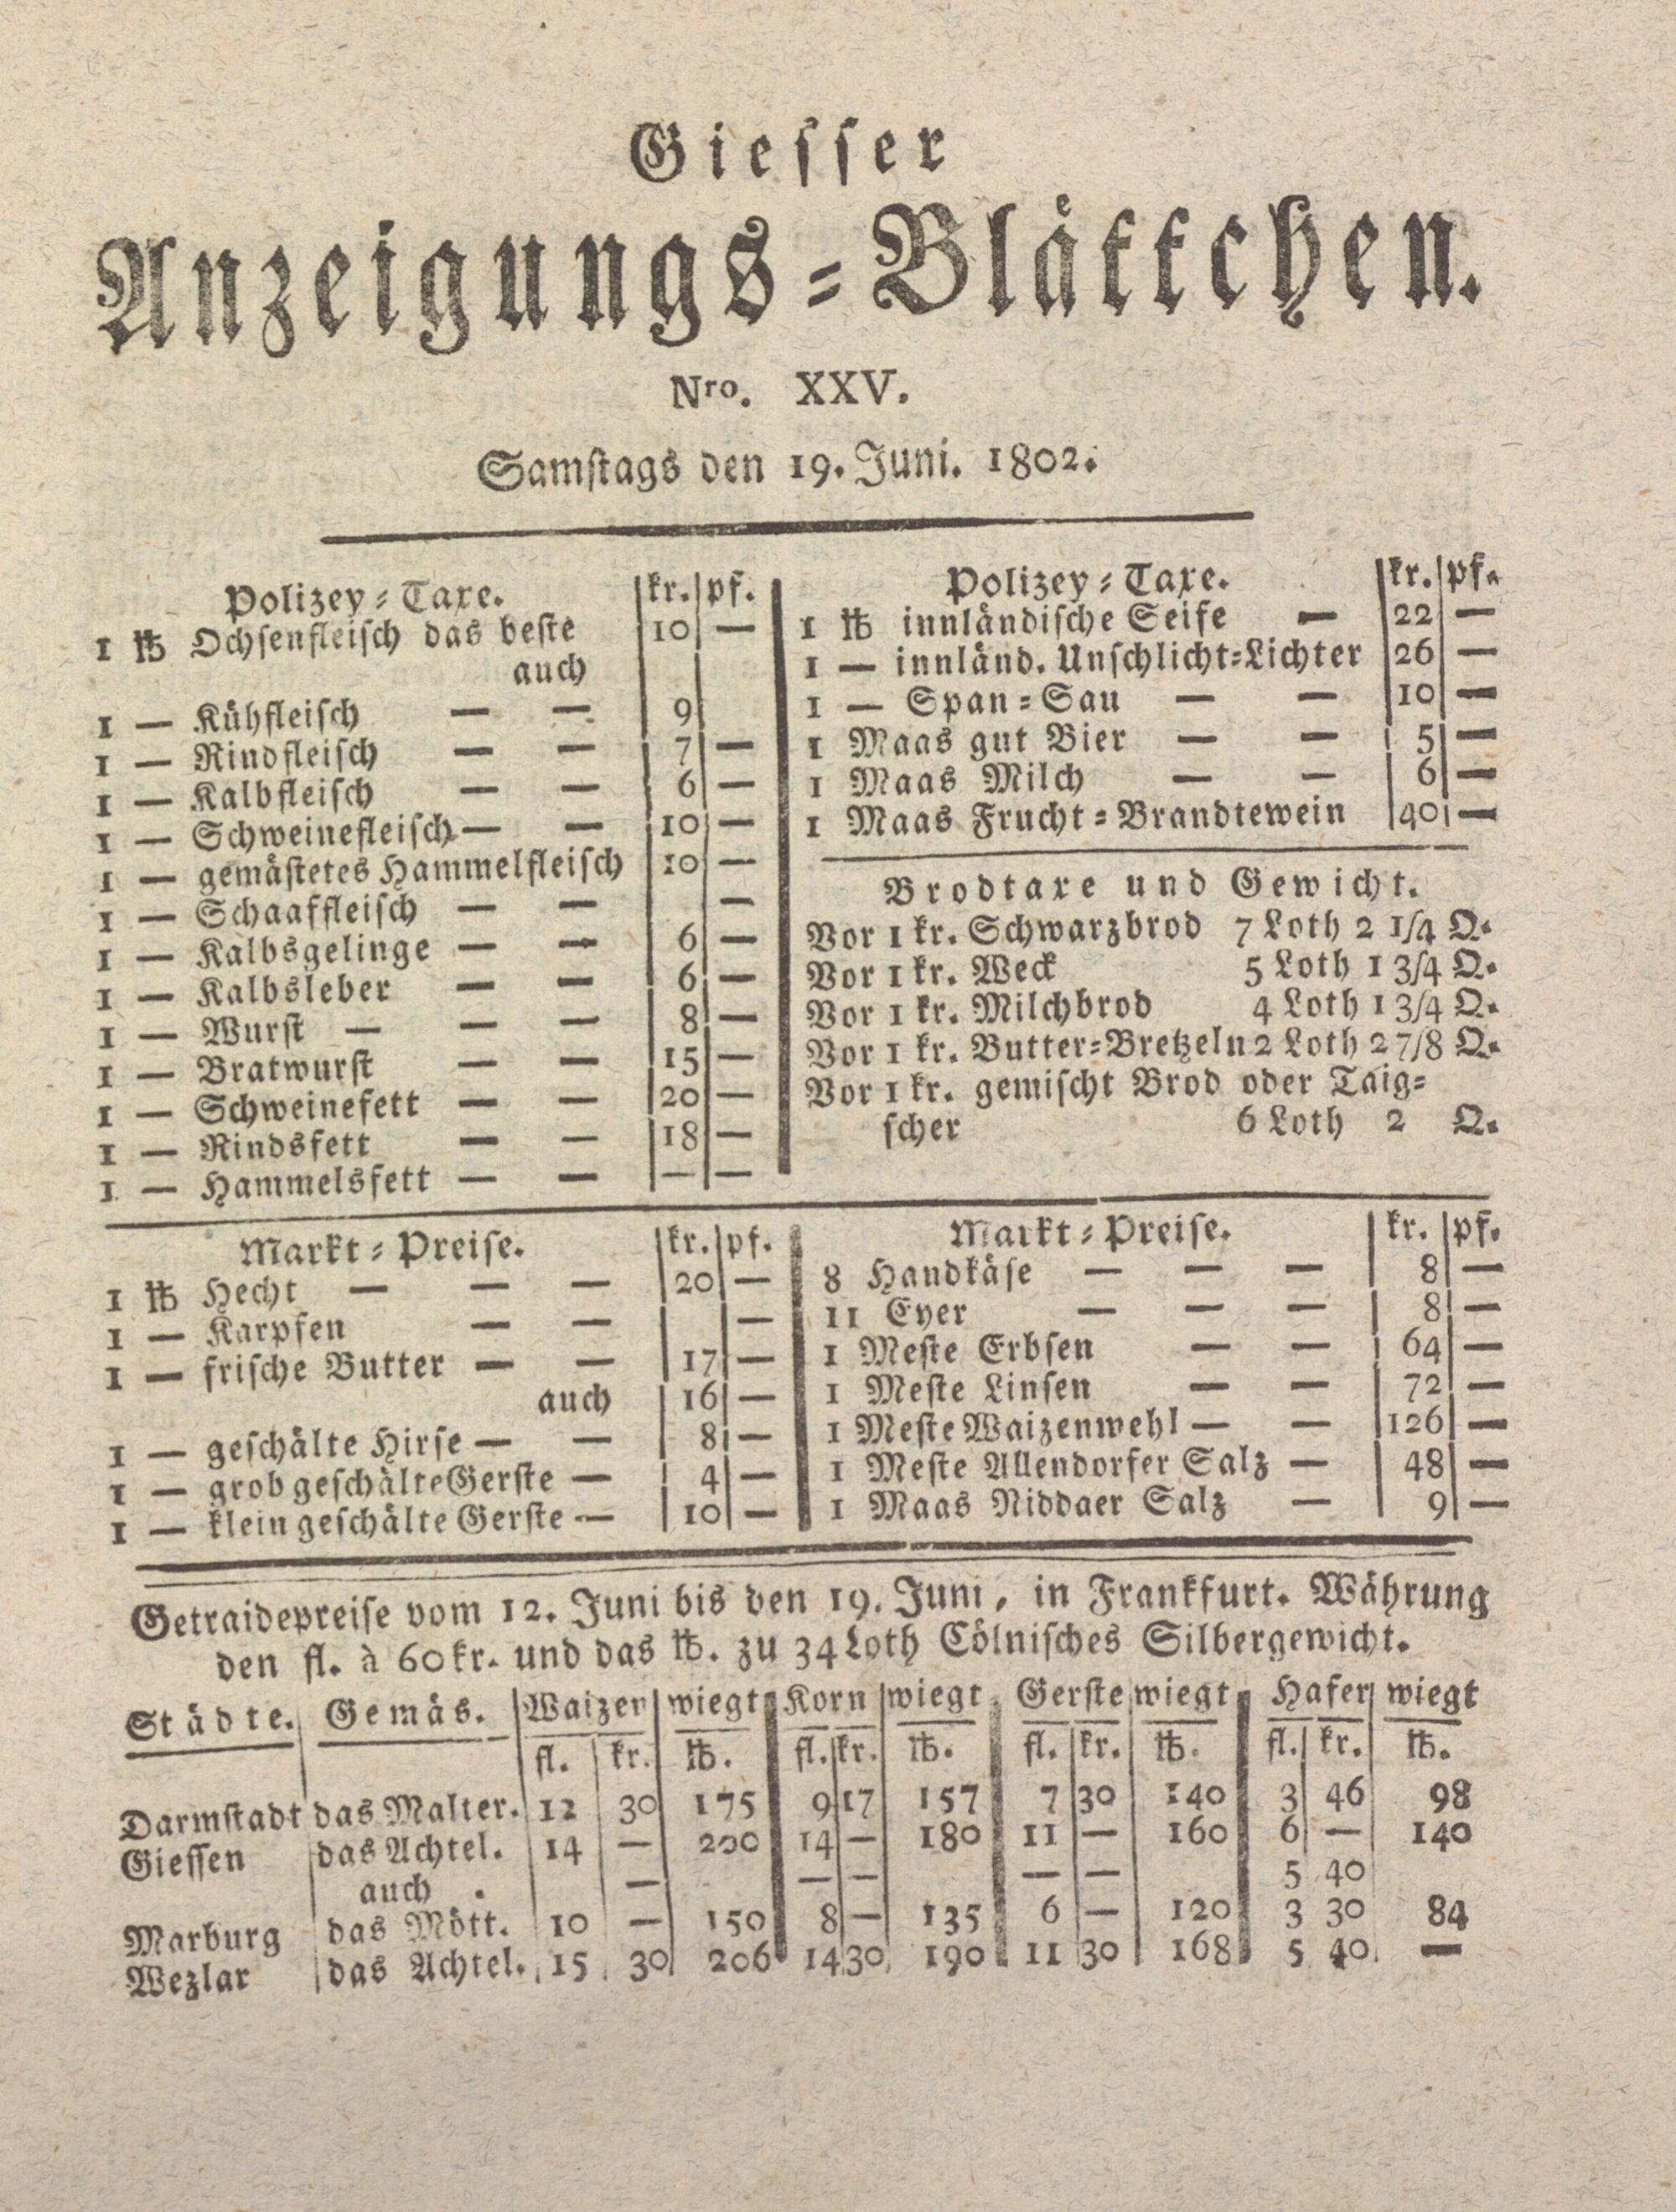 Giesser
Anzeigungs-Blättchen.
Nro. XXV.
Samstags den 19. Juni. 1802.
Polizey-Taxe. kr. pf.
1 ℔ Ochsenfleisch das beste 10 —
auch
1 — Kühfleisch — — 9
1 — Rindfleisch — — 7 —
1 — Kalbfleisch — — 6 —
1 — Schweinefleisch — — 10 —
1 — gemästetes Hammelfleisch 10 —
1 — Schaaffleisch — — —
1 — Kalbsgelinge — — 6 —
1 — Kalbsleber — — 6 —
1 — Wurst — — — 8 —
1 — Bratwurst — — 15 —
1 — Schweinefett — — 20 —
1 — Rindsfett — — 18 —
1 — Hammelsfett — — — —
Polizey-Taxe. kr. pf.
1 ℔ innländische Seife — 22 —
1 — innländ. Unschlicht-Lichter 26 —
1 — Span-Sau — — 10 —
1 Maas gut Bier — — 5 —
1 Maas Milch — — 6 —
1 Maas Frucht-Brandtewein 40 —
Brodtaxe und Gewicht.
Vor 1 kr. Schwarzbrod 7 Loth 2 1/4 Q.
Vor 1 kr. Weck 5 Loth 1 3/4 Q.
Vor 1 kr. Milchbrod 4 Loth 1 3/4 Q.
Vor 1 kr. Butter-Bretzeln 2 Loth 2 7/8 Q.
Vor 1 kr. gemischt Brod oder Taig-
scher 6 Loth 2 Q.
Markt-Preise. kr. pf.
1 ℔ Hecht — — — 20 —
1 — Karpfen — — —
1 — frische Butter — — 17 —
auch 16 —
1 — geschälte Hirse — — 8 —
1 — grob geschälte Gerste — 4 —
1 — klein geschälte Gerste — 10 —
Markt-Preise. kr. pf.
8 Handkäse — — — 8 —
11 Eyer — — — 8 —
1 Meste Erbsen — — 64 —
1 Meste Linsen — — 72 —
1 Meste Waizenwehl — — 126 —
1 Meste Allendorfer Salz — 48 —
1 Maas Niddaer Salz — 9 —
Getraidepreise vom 12. Juni bis den 19. Juni, in Frankfurt. Währung
den fl. à 60 kr. und das ℔. zu 34 Loth Cölnisches Silbergewicht.
Städte. Gemäs. Waizen wiegt Korn wiegt Gerste wiegt Hafer wiegt
fl. kr. ℔. fl. kr. ℔. fl. kr. ℔. fl. kr. ℔.
Darmstadt das Malter. 12 30 175 9 17 157 7 30 140 3 46 98
Giessen das Achtel. 14 — 200 14 — 180 11 — 160 6 — 140
auch — — — — — 5 40
Marburg das Mött. 10 — 150 8 — 135 6 — 120 3 30 84
Wezlar das Achtel. 15 30 206 14 30 190 11 30 168 5 40 —